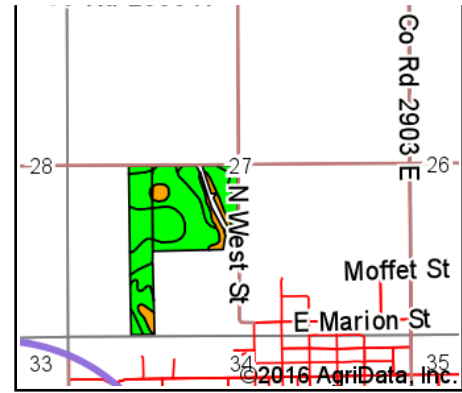 Co Rd 2903 E
28
27
26
N West St
Moffet St
E Marion St
33
34
35
©2016 AgriData, Inc.